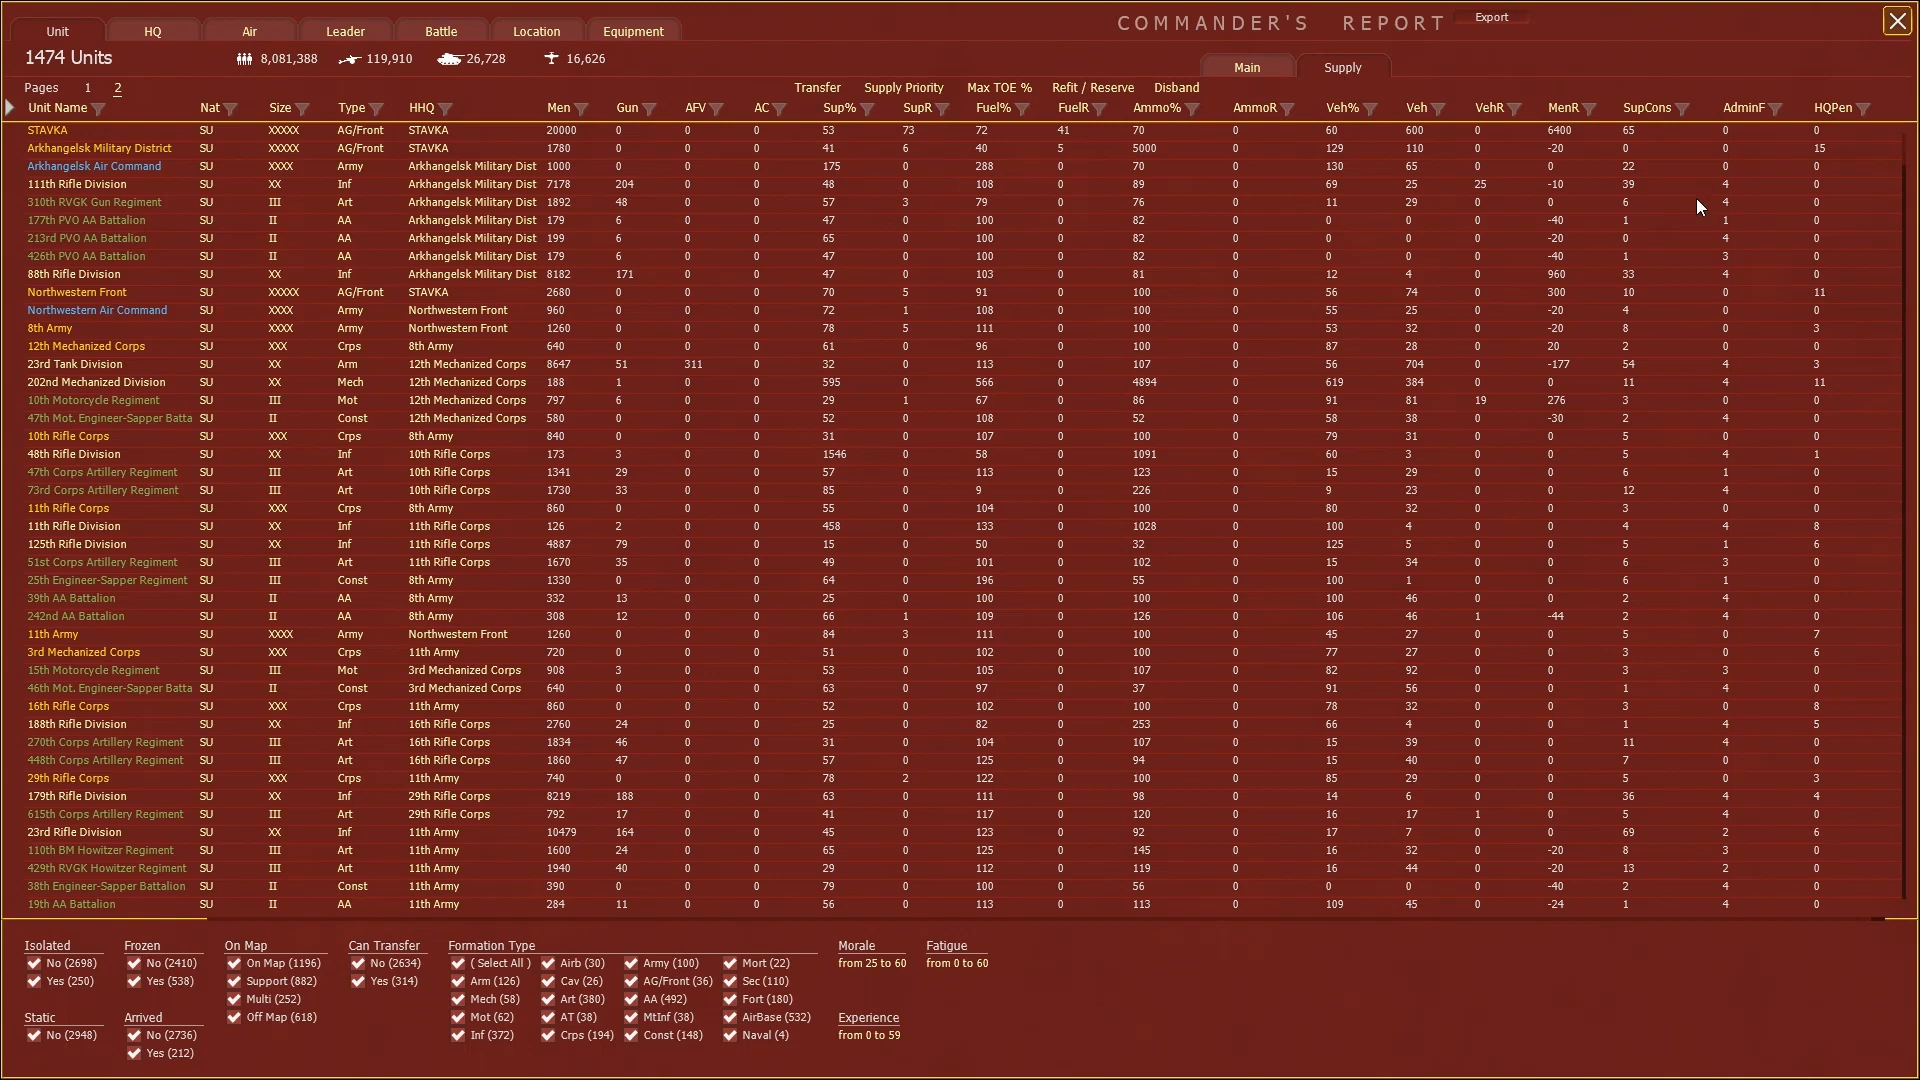 COMMANDER'S REPORT Export
Unit HQ Air Leader Battle Location Equipment
1474 Units 8,081,388 119,910 26,728 16,626
Main Supply
Pages 1 2 Transfer Supply Priority Max TOE % Refit / Reserve Disband
Unit Name Nat Size Type HHQ Men Gun AFV AC Sup% SupR Fuel% FuelR Ammo% AmmoR Veh% Veh VehR MenR SupCons AdminF HQPen
STAVKA SU XXXXX AG/Front STAVKA 20000 0 0 0 53 73 72 41 70 0 60 600 0 6400 65 0 0
Arkhangelsk Military District SU XXXXX AG/Front STAVKA 1780 0 0 0 41 6 40 5 5000 0 129 110 0 -20 0 0 15
Arkhangelsk Air Command SU XXXX Army Arkhangelsk Military Dist 1000 0 0 0 175 0 288 0 70 0 130 65 0 0 22 0 0
111th Rifle Division SU XX Inf Arkhangelsk Military Dist 7178 204 0 0 48 0 108 0 89 0 69 25 25 -10 39 4 0
310th RVGK Gun Regiment SU III Art Arkhangelsk Military Dist 1892 48 0 0 57 3 79 0 76 0 11 29 0 0 6 4 0
177th PVO AA Battalion SU II AA Arkhangelsk Military Dist 179 6 0 0 47 0 100 0 82 0 0 0 0 -40 1 1 0
213rd PVO AA Battalion SU II AA Arkhangelsk Military Dist 199 6 0 0 65 0 100 0 82 0 0 0 0 -20 0 4 0
426th PVO AA Battalion SU II AA Arkhangelsk Military Dist 179 6 0 0 47 0 100 0 82 0 0 0 0 -40 1 3 0
88th Rifle Division SU XX Inf Arkhangelsk Military Dist 8182 171 0 0 47 0 103 0 81 0 12 4 0 960 33 4 0
Northwestern Front SU XXXXX AG/Front STAVKA 2680 0 0 0 70 5 91 0 100 0 56 74 0 300 10 0 11
Northwestern Air Command SU XXXX Army Northwestern Front 960 0 0 0 72 1 108 0 100 0 55 25 0 -20 4 0 0
8th Army SU XXXX Army Northwestern Front 1260 0 0 0 78 5 111 0 100 0 53 32 0 -20 8 0 3
12th Mechanized Corps SU XXX Crps 8th Army 640 0 0 0 61 0 96 0 100 0 87 28 0 20 2 0 0
23rd Tank Division SU XX Arm 12th Mechanized Corps 8647 51 311 0 32 0 113 0 107 0 56 704 0 -177 54 4 3
202nd Mechanized Division SU XX Mech 12th Mechanized Corps 188 1 0 0 595 0 566 0 4894 0 619 384 0 0 11 4 11
10th Motorcycle Regiment SU III Mot 12th Mechanized Corps 797 6 0 0 29 1 67 0 86 0 91 81 19 276 3 0 0
47th Mot. Engineer-Sapper Batta SU II Const 12th Mechanized Corps 580 0 0 0 52 0 108 0 52 0 58 38 0 -30 2 4 0
10th Rifle Corps SU XXX Crps 8th Army 840 0 0 0 31 0 107 0 100 0 79 31 0 0 5 0 0
48th Rifle Division SU XX Inf 10th Rifle Corps 173 3 0 0 1546 0 58 0 1091 0 60 3 0 0 5 4 1
47th Corps Artillery Regiment SU III Art 10th Rifle Corps 1341 29 0 0 57 0 113 0 123 0 15 29 0 0 6 1 0
73rd Corps Artillery Regiment SU III Art 10th Rifle Corps 1730 33 0 0 85 0 9 0 226 0 9 23 0 0 12 4 0
11th Rifle Corps SU XXX Crps 8th Army 860 0 0 0 55 0 104 0 100 0 80 32 0 0 3 0 0
11th Rifle Division SU XX Inf 11th Rifle Corps 126 2 0 0 458 0 133 0 1028 0 100 4 0 0 4 4 8
125th Rifle Division SU XX Inf 11th Rifle Corps 4887 79 0 0 15 0 50 0 32 0 125 5 0 0 5 1 6
51st Corps Artillery Regiment SU III Art 11th Rifle Corps 1670 35 0 0 49 0 101 0 102 0 15 34 0 0 6 3 0
25th Engineer-Sapper Regiment SU III Const 8th Army 1330 0 0 0 64 0 196 0 55 0 100 1 0 0 6 1 0
39th AA Battalion SU II AA 8th Army 332 13 0 0 25 0 100 0 100 0 100 46 0 0 2 4 0
242nd AA Battalion SU II AA 8th Army 308 12 0 0 66 1 109 0 126 0 106 46 1 -44 2 4 0
11th Army SU XXXX Army Northwestern Front 1260 0 0 0 84 3 111 0 100 0 45 27 0 0 5 0 7
3rd Mechanized Corps SU XXX Crps 11th Army 720 0 0 0 51 0 102 0 100 0 77 27 0 0 3 0 6
15th Motorcycle Regiment SU III Mot 3rd Mechanized Corps 908 3 0 0 53 0 105 0 107 0 82 92 0 0 3 3 0
46th Mot. Engineer-Sapper Batta SU II Const 3rd Mechanized Corps 640 0 0 0 63 0 97 0 37 0 91 56 0 0 1 4 0
16th Rifle Corps SU XXX Crps 11th Army 860 0 0 0 52 0 102 0 100 0 78 32 0 0 3 0 8
188th Rifle Division SU XX Inf 16th Rifle Corps 2760 24 0 0 25 0 82 0 253 0 66 4 0 0 1 4 5
270th Corps Artillery Regiment SU III Art 16th Rifle Corps 1834 46 0 0 31 0 104 0 107 0 15 39 0 0 11 4 0
448th Corps Artillery Regiment SU III Art 16th Rifle Corps 1860 47 0 0 57 0 125 0 94 0 15 40 0 0 7 0 0
29th Rifle Corps SU XXX Crps 11th Army 740 0 0 0 78 2 122 0 100 0 85 29 0 0 5 0 3
179th Rifle Division SU XX Inf 29th Rifle Corps 8219 188 0 0 63 0 111 0 98 0 14 6 0 0 36 4 4
615th Corps Artillery Regiment SU III Art 29th Rifle Corps 792 17 0 0 41 0 117 0 120 0 16 17 1 0 5 4 0
23rd Rifle Division SU XX Inf 11th Army 10479 164 0 0 45 0 123 0 92 0 17 7 0 0 69 2 6
110th BM Howitzer Regiment SU III Art 11th Army 1600 24 0 0 65 0 125 0 145 0 16 32 0 -20 8 3 0
429th RVGK Howitzer Regiment SU III Art 11th Army 1940 40 0 0 29 0 112 0 119 0 16 44 0 -20 13 2 0
38th Engineer-Sapper Battalion SU II Const 11th Army 390 0 0 0 79 0 100 0 56 0 0 0 0 -40 2 4 0
19th AA Battalion SU II AA 11th Army 284 11 0 0 56 0 113 0 113 0 109 45 0 -24 1 4 0
Isolated Frozen On Map Can Transfer Formation Type Morale Fatigue
No (2698) No (2410) On Map (1196) No (2634) ( Select All ) Airb (30) Army (100) Mort (22) from 25 to 60 from 0 to 60
Yes (250) Yes (538) Support (882) Yes (314) Arm (126) Cav (26) AG/Front (36) Sec (110)
Multi (252) Mech (58) Art (380) AA (492) Fort (180)
Static Arrived Off Map (618) Mot (62) AT (38) MtInf (38) AirBase (532) Experience
No (2948) No (2736) Inf (372) Crps (194) Const (148) Naval (4) from 0 to 59
Yes (212)